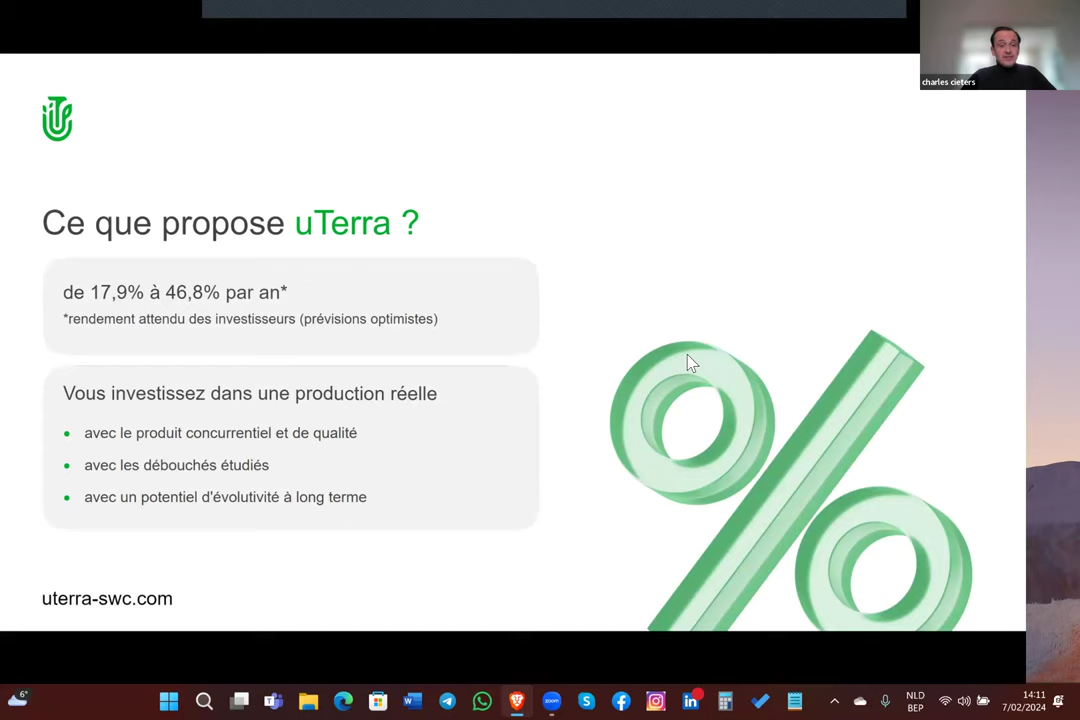 charles cieters
Ce que propose uTerra ?
de 17,9% à 46,8% par an*
*rendement attendu des investisseurs (prévisions optimistes)
Vous investissez dans une production réelle
avec le produit concurrentiel et de qualité
avec les débouchés étudiés
avec un potentiel d'évolutivité à long terme
uterra-swc.com
6°
NLD
BEP
14:11
7/02/2024